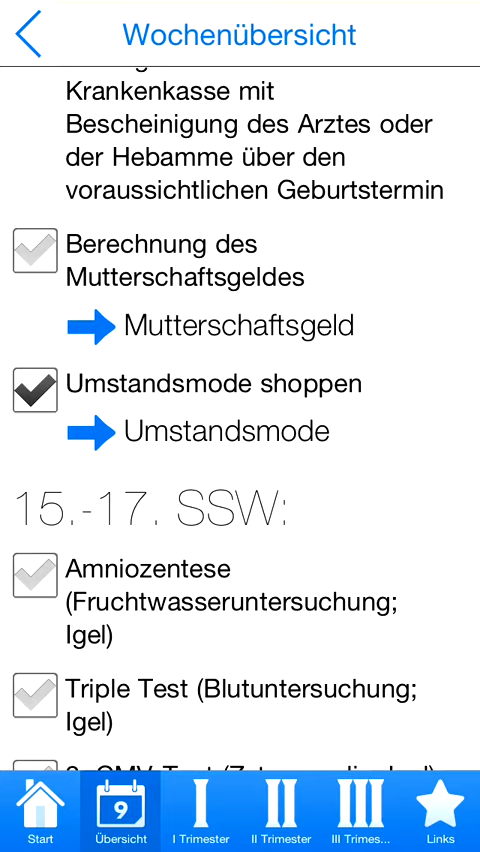 Wochenübersicht
Krankenkasse mit
Bescheinigung des Arztes oder
der Hebamme über den
voraussichtlichen Geburtstermin
Berechnung des
Mutterschaftsgeldes
Mutterschaftsgeld
Umstandsmode shoppen
Umstandsmode
15.-17. SSW:
Amniozentese
(Fruchtwasseruntersuchung;
Igel)
Triple Test (Blutuntersuchung;
Igel)
9
Start
Übersicht
I Trimester
II Trimester
III Trimes...
Links